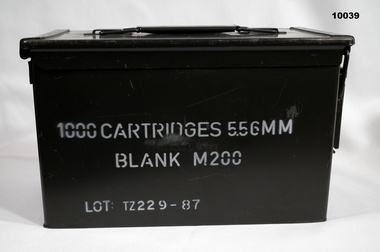 10039
1000 CARTRIDGES 5.56MM
BLANK M200
LOT: TZ229-87